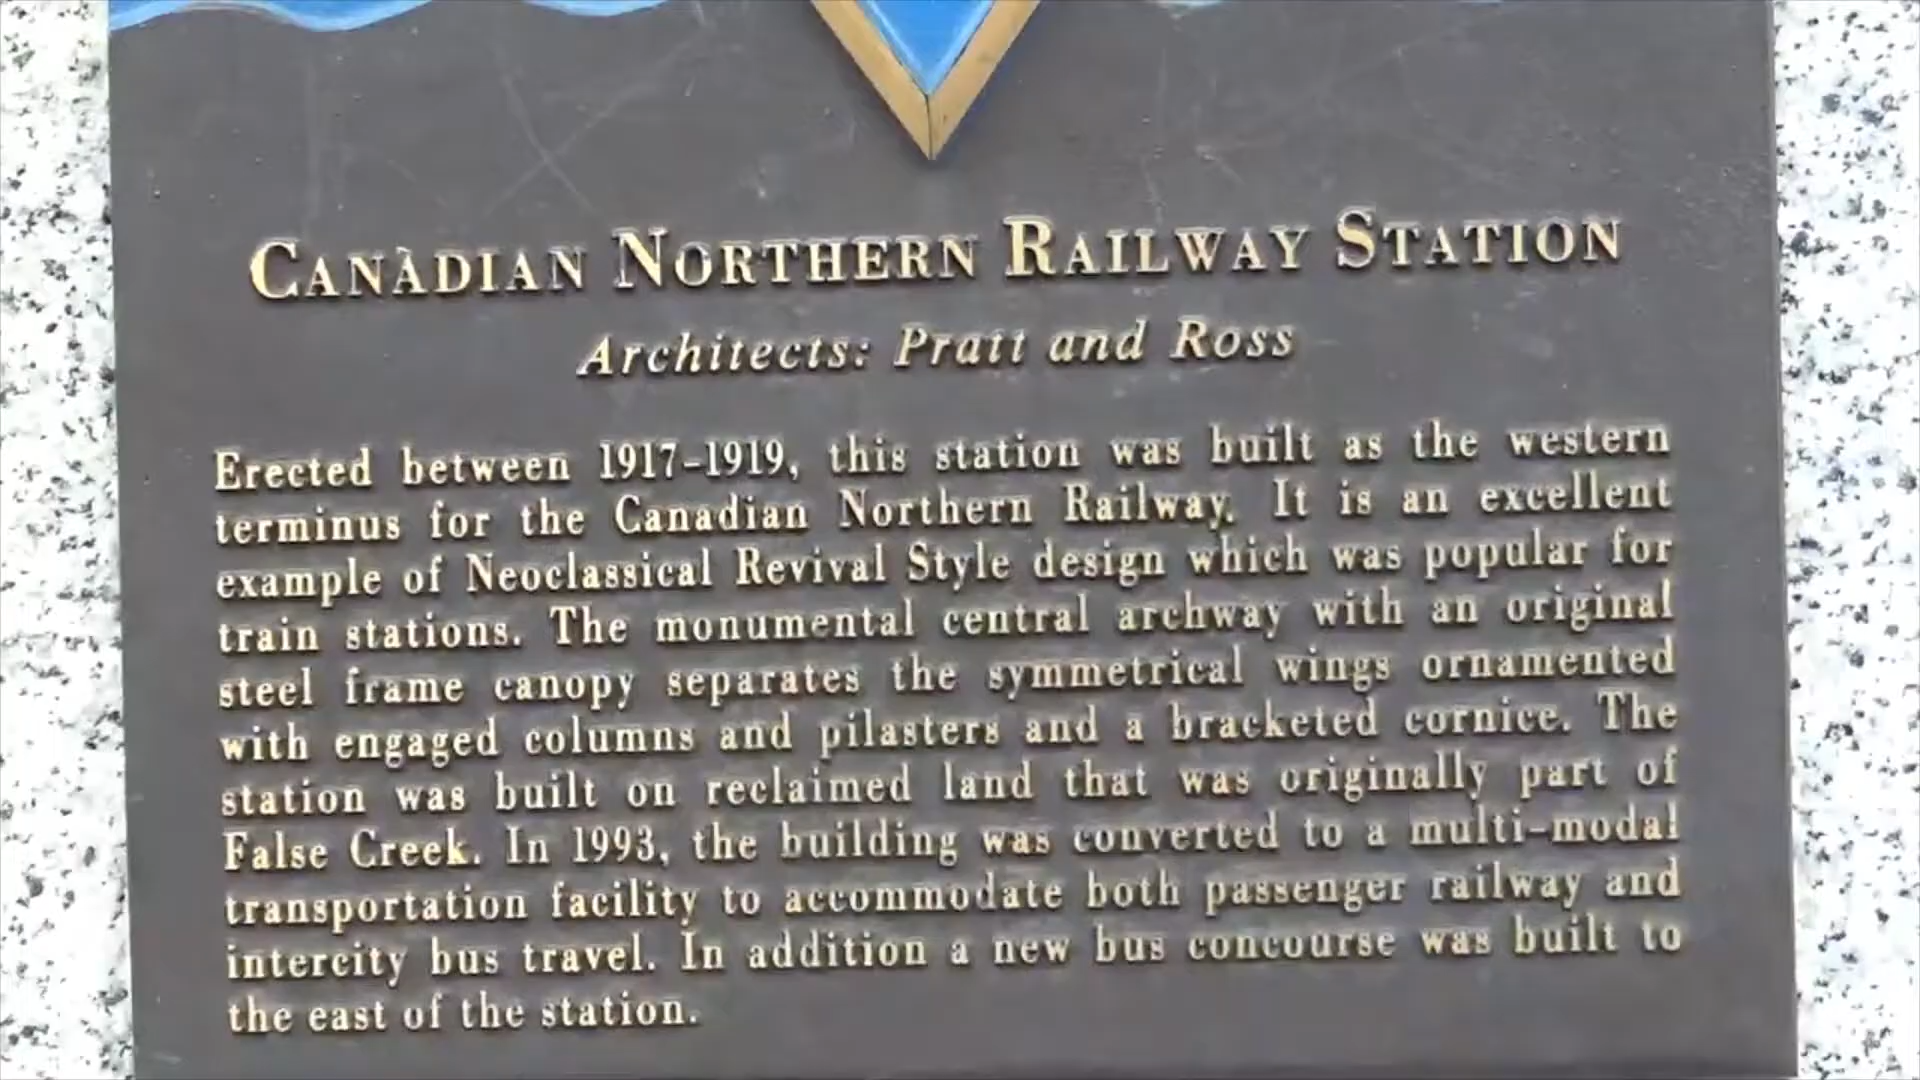 CANADIAN NORTHERN RAILWAY STATION
Architects: Pratt and Ross
Erected between 1917-1919, this station was built as the western
terminus for the Canadian Northern Railway. It is an excellent
example of Neoclassical Revival Style design which was popular for
train stations. The monumental central archway with an original
steel frame canopy separates the symmetrical wings ornamented
with engaged columns and pilasters and a bracketed cornice. The
station was built on reclaimed land that was originally part of
False Creek. In 1993, the building was converted to a multi-modal
transportation facility to accommodate both passenger railway and
intercity bus travel. In addition a new bus concourse was built to
the east of the station.